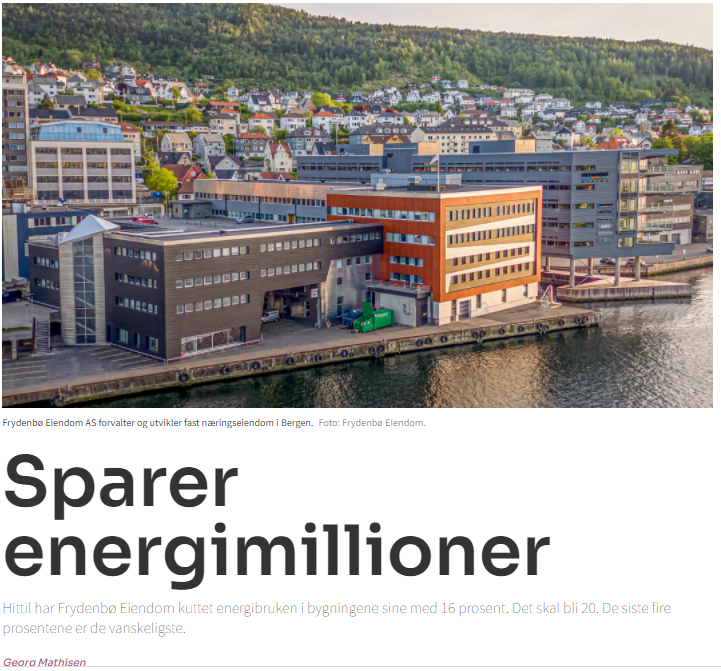 Frydenbø Eiendom AS forvalter og utvikler fast næringseiendom i Bergen. Foto: Frydenbø EIendom.
Sparer
energimillioner
Hittil har Frydenbø Eiendom kuttet energibruken i bygningene sine med 16 prosent. Det skal bli 20. De siste fire
prosentene er de vanskeligste.
Georg Mathisen